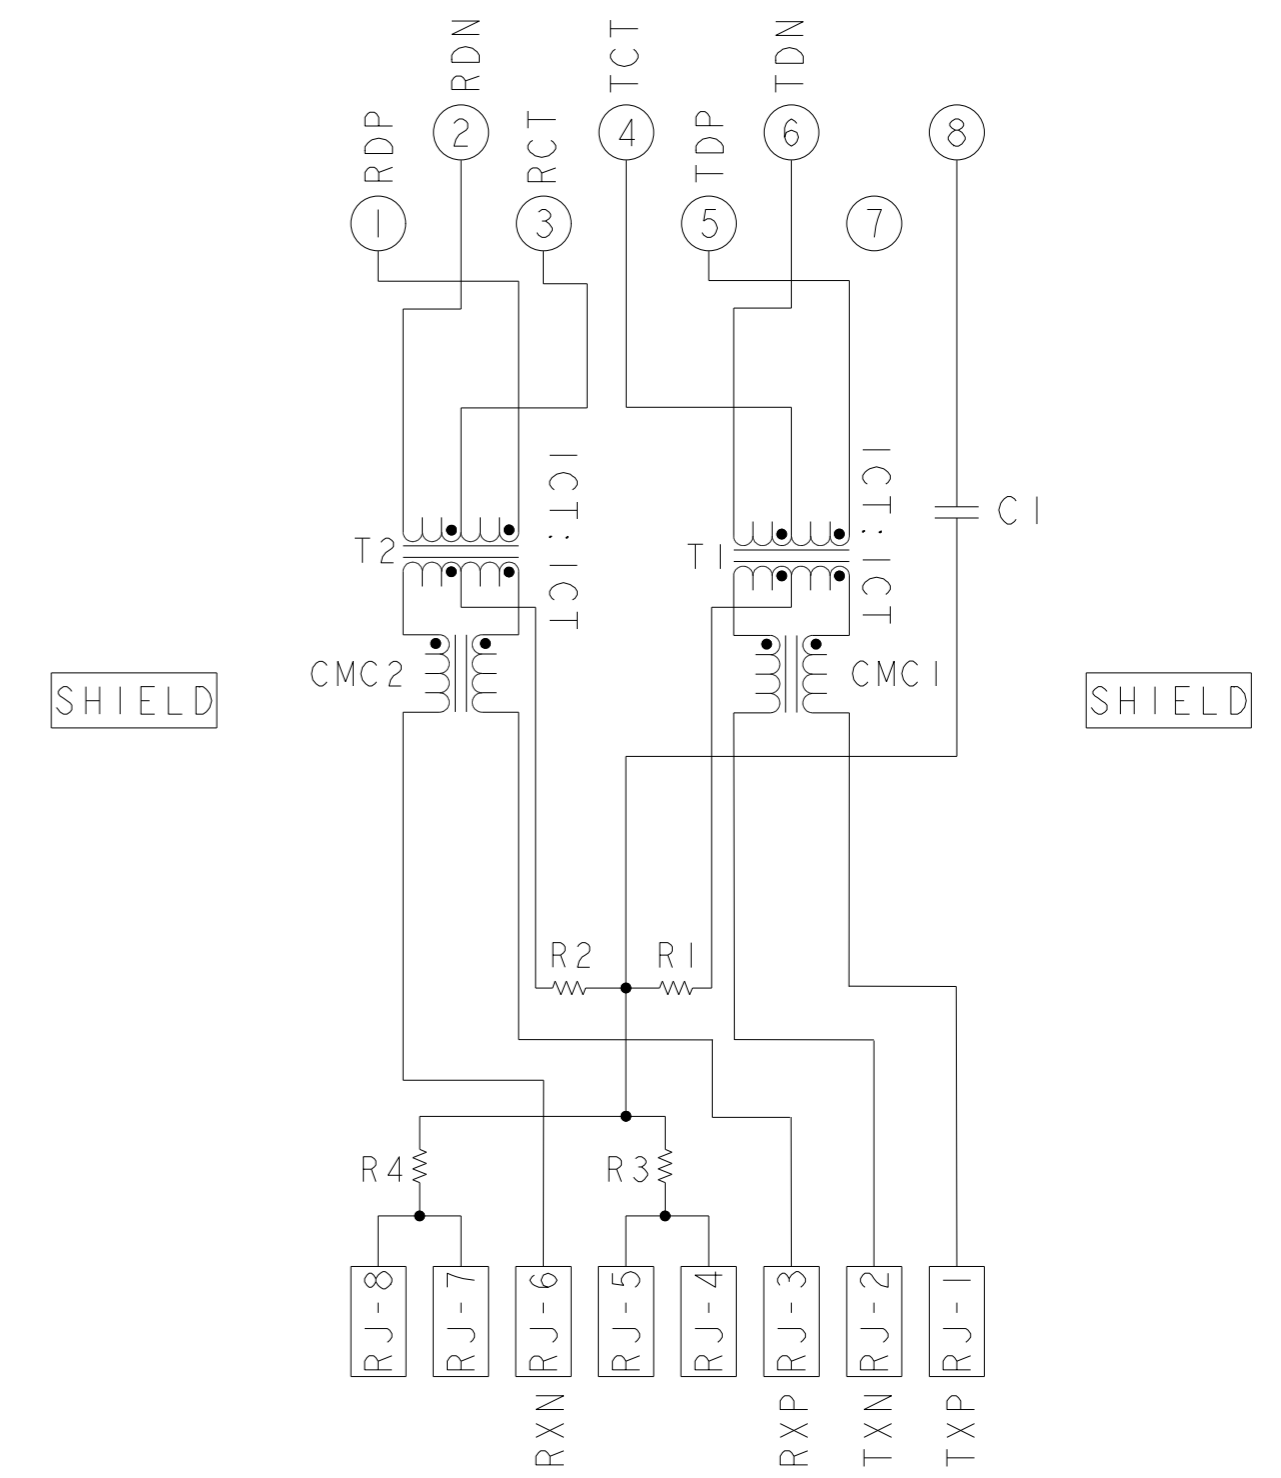 RDN
TCT
TDN
2
4
6
8
RDP
RCT
TDP
1
3
5
7
1CT:1CT
1CT:1CT
C1
T2
T1
CMC2
CMC1
SHIELD
SHIELD
R2
R1
R4
R3
RJ-8
RJ-7
RJ-6
RJ-5
RJ-4
RJ-3
RJ-2
RJ-1
RXN
RXP
TXN
TXP